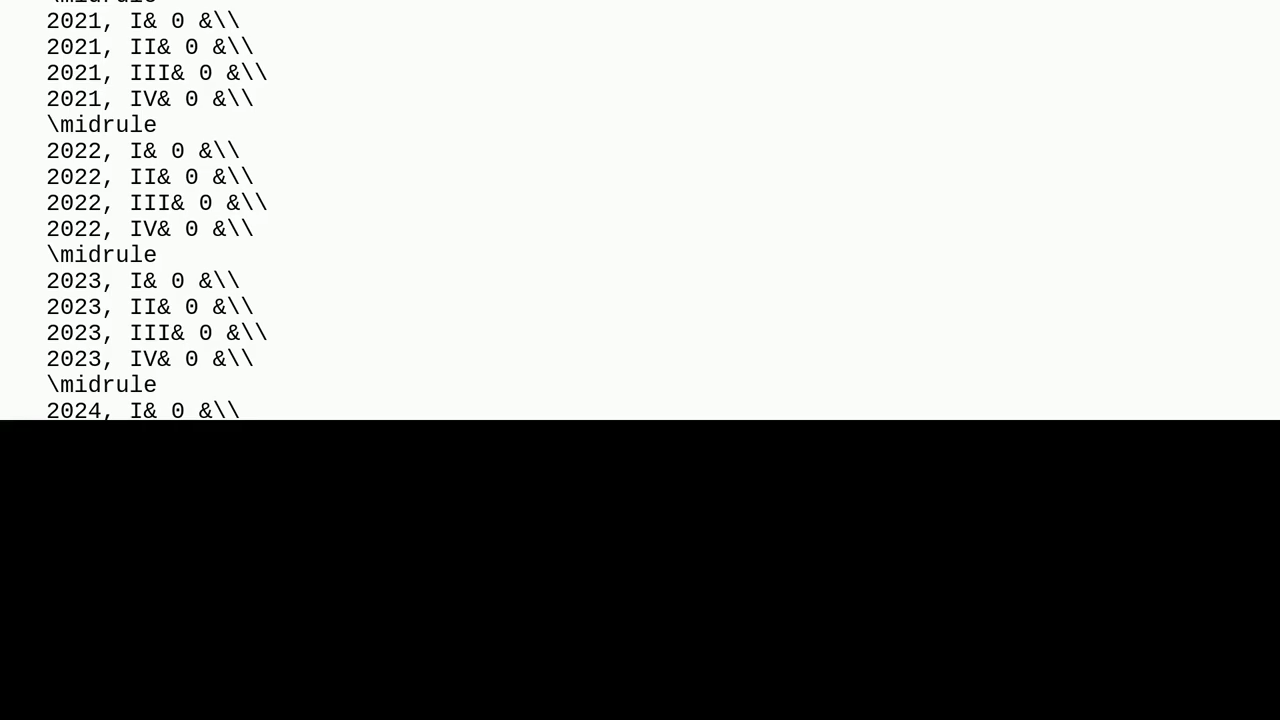 \midrule
2021, I& 0 &\\
2021, II& 0 &\\
2021, III& 0 &\\
2021, IV& 0 &\\
\midrule
2022, I& 0 &\\
2022, II& 0 &\\
2022, III& 0 &\\
2022, IV& 0 &\\
\midrule
2023, I& 0 &\\
2023, II& 0 &\\
2023, III& 0 &\\
2023, IV& 0 &\\
\midrule
2024, I& 0 &\\